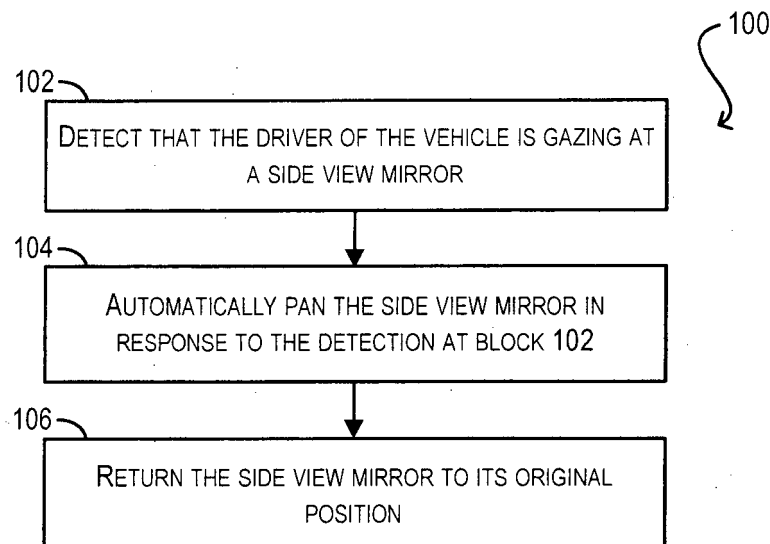 100
102
DETECT THAT THE DRIVER OF THE VEHICLE IS GAZING AT
A SIDE VIEW MIRROR
104
AUTOMATICALLY PAN THE SIDE VIEW MIRROR IN
RESPONSE TO THE DETECTION AT BLOCK 102
106
RETURN THE SIDE VIEW MIRROR TO ITS ORIGINAL
POSITION